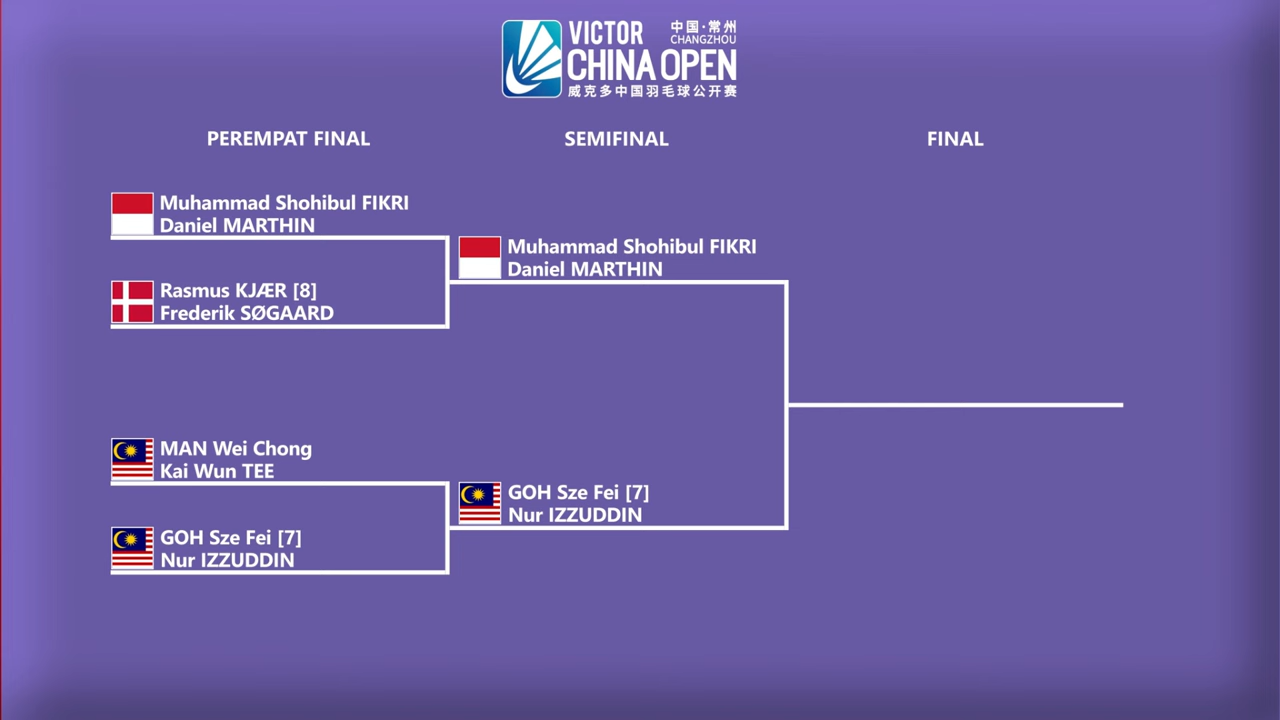 VICTOR 中国·常州
CHANGZHOU
CHINA OPEN
威克多中国羽毛球公开赛
PEREMPAT FINAL
SEMIFINAL
FINAL
Muhammad Shohibul FIKRI
Daniel MARTHIN
Rasmus KJÆR [8]
Frederik SØGAARD
MAN Wei Chong
Kai Wun TEE
GOH Sze Fei [7]
Nur IZZUDDIN
Muhammad Shohibul FIKRI
Daniel MARTHIN
GOH Sze Fei [7]
Nur IZZUDDIN